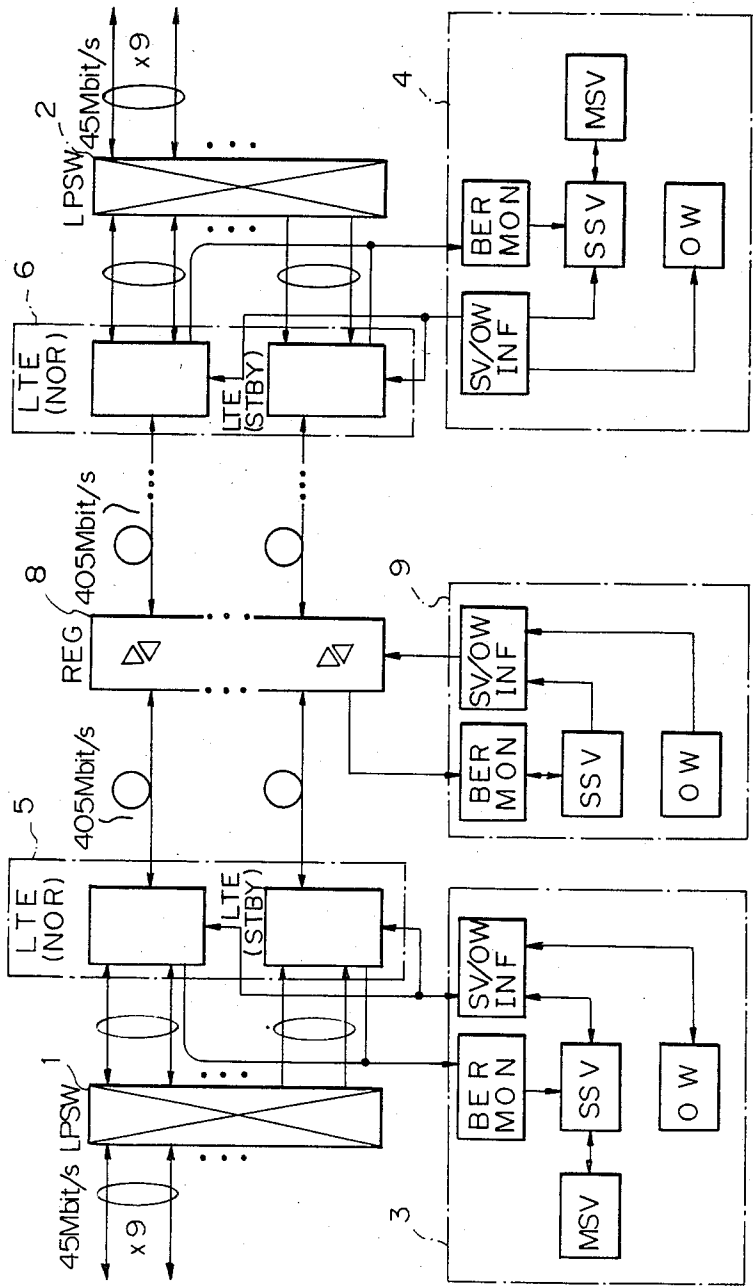 45Mbit/s
x 9
LPSW
1
5
LTE
(NOR)
LTE
(STBY)
405Mbit/s
REG
8
405Mbit/s
6
LTE
(NOR)
LTE
(STBY)
LPSW
2
45Mbit/s
x 9
3
MSV
BER
MON
SSV
SV/OW
INF
OW
9
BER
MON
SSV
SV/OW
INF
OW
4
SV/OW
INF
BER
MON
SSV
MSV
OW